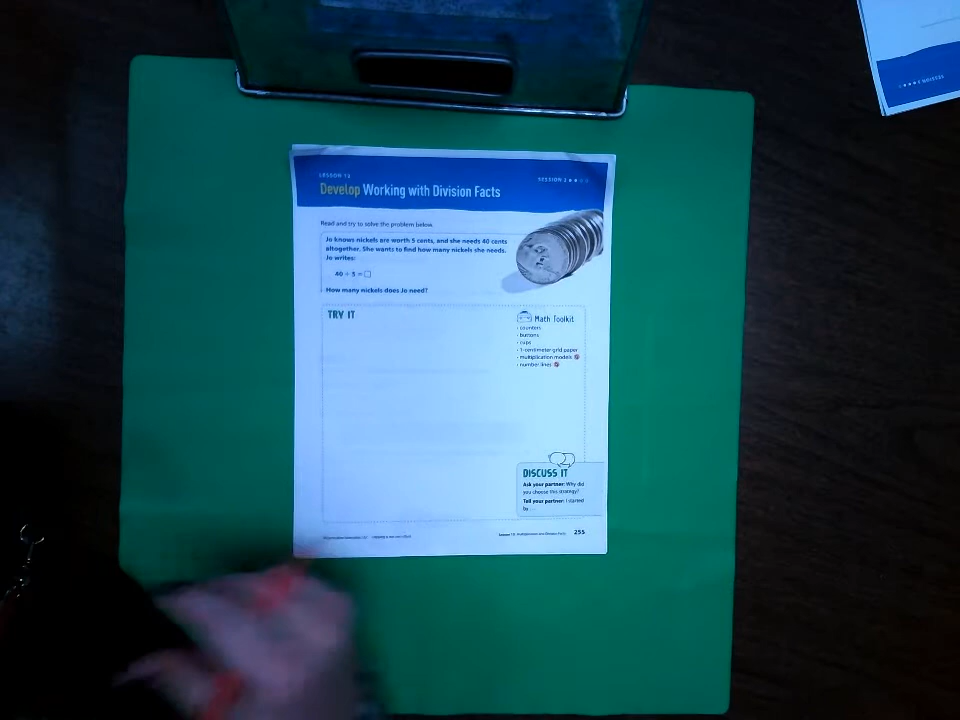 LESSON 13
SESSION 2
Develop Working with Division Facts
Read and try to solve the problem below.
Jo knows nickels are worth 5 cents, and she needs 40 cents
altogether. She wants to find how many nickels she needs.
Jo writes:
40 ÷ 5 = □
How many nickels does Jo need?
TRY IT
Math Toolkit
• counters
• buttons
• cups
• 1-centimeter grid paper
• multiplication models
• number lines
DISCUSS IT
Ask your partner: Why did
you choose this strategy?
Tell your partner: I started
by ...
Division Facts
255
SESSION